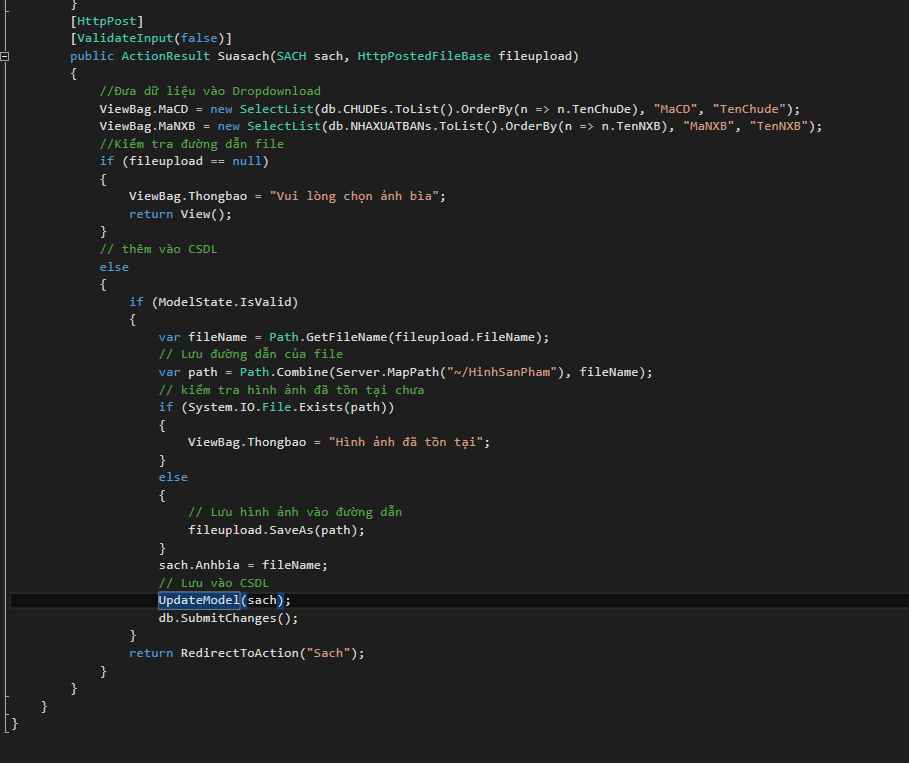 }
[HttpPost]
[ValidateInput(false)]
public ActionResult Suasach(SACH sach, HttpPostedFileBase fileupload)
{
//Đưa dữ liệu vào Dropdownload
ViewBag.MaCD = new SelectList(db.CHUDEs.ToList().OrderBy(n => n.TenChuDe), "MaCD", "TenChude");
ViewBag.MaNXB = new SelectList(db.NHAXUATBANs.ToList().OrderBy(n => n.TenNXB), "MaNXB", "TenNXB");
//Kiểm tra đường dẫn file
if (fileupload == null)
{
ViewBag.Thongbao = "Vui lòng chọn ảnh bìa";
return View();
}
// thêm vào CSDL
else
{
if (ModelState.IsValid)
{
var fileName = Path.GetFileName(fileupload.FileName);
// Lưu đường dẫn của file
var path = Path.Combine(Server.MapPath("~/HinhSanPham"), fileName);
// kiểm tra hình ảnh đã tồn tại chưa
if (System.IO.File.Exists(path))
{
ViewBag.Thongbao = "Hình ảnh đã tồn tại";
}
else
{
// Lưu hình ảnh vào đường dẫn
fileupload.SaveAs(path);
}
sach.Anhbia = fileName;
// Lưu vào CSDL
UpdateModel(sach);
db.SubmitChanges();
}
return RedirectToAction("Sach");
}
}
}
}